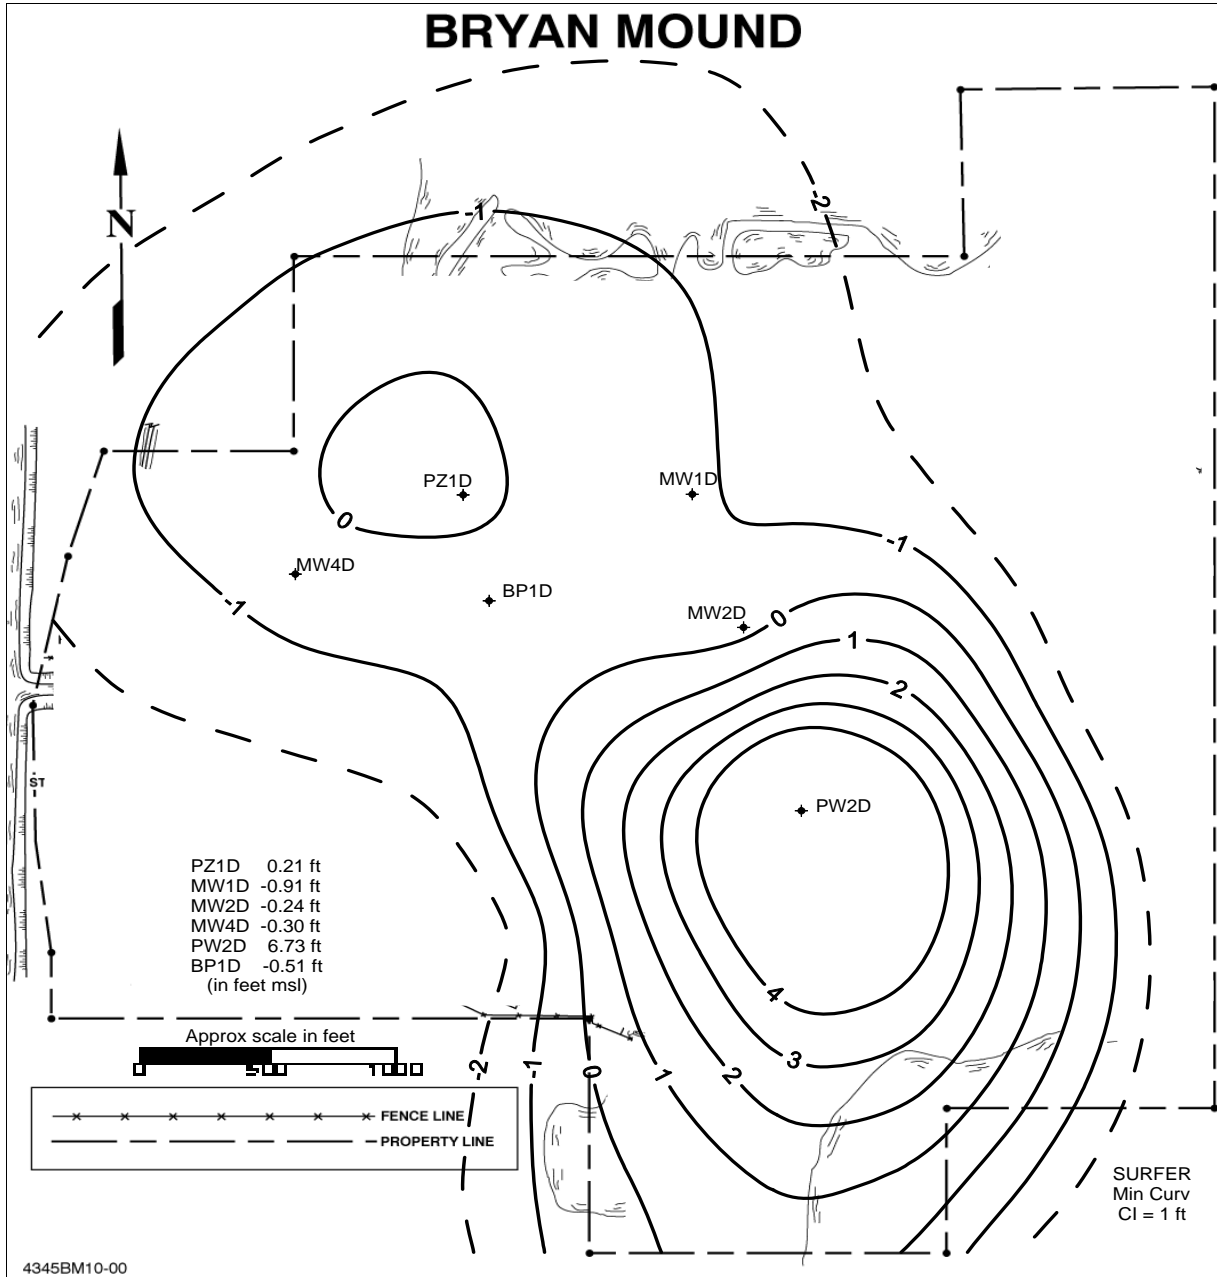 BRYAN MOUND
-2
N
-1
PZ1D
MW1D
0
-1
MW4D
BP1D
-1
MW2D
0
1
2
ST
PW2D
PZ1D 0.21 ft
MW1D -0.91 ft
MW2D -0.24 ft
MW4D -0.30 ft
PW2D 6.73 ft
BP1D -0.51 ft
(in feet msl)
4
Approx scale in feet
3
-2
-1
0
1
2
FENCE LINE
PROPERTY LINE
SURFER
Min Curv
CI = 1 ft
4345BM10-00